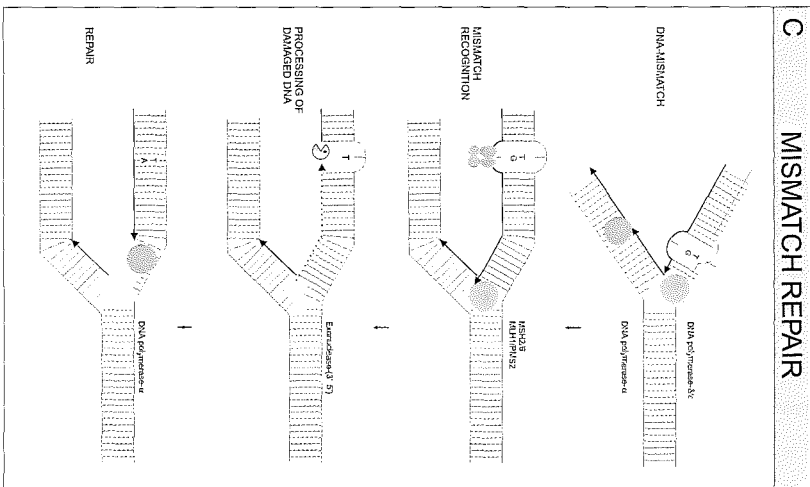 C MISMATCH REPAIR
DNA-MISMATCH
T
G
DNA polymerase-δ/ε
DNA polymerase-α
MISMATCH
RECOGNITION
T
G
MSH2/6
MLH1/PMS2
PROCESSING OF
DAMAGED DNA
T
Exonuclease-(3' 5')
REPAIR
T
A
DNA polymerase-α